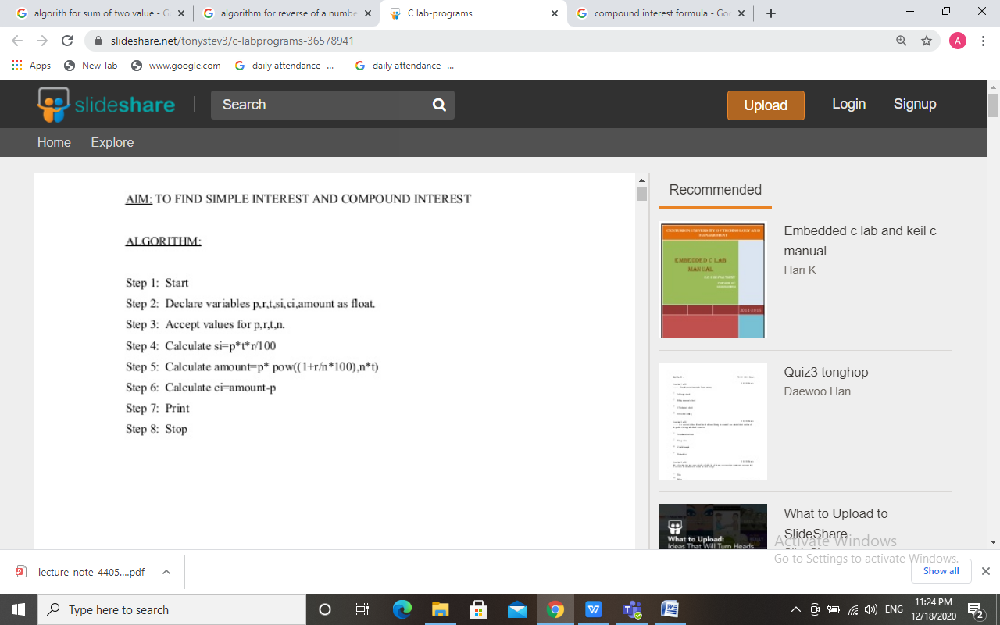 algorith for sum of two value - G
algorithm for reverse of a numbe
C lab-programs
compound interest formula - Goo
slideshare.net/tonystev3/c-labprograms-36578941
A
Apps
New Tab
www.google.com
daily attendance -...
daily attendance -...
slideshare
Search
Upload
Login
Signup
Home
Explore
AIM: TO FIND SIMPLE INTEREST AND COMPOUND INTEREST
ALGORITHM:
Step 1: Start
Step 2: Declare variables p,r,t,si,ci,amount as float.
Step 3: Accept values for p,r,t,n.
Step 4: Calculate si=p*t*r/100
Step 5: Calculate amount=p* pow((1+r/n*100),n*t)
Step 6: Calculate ci=amount-p
Step 7: Print
Step 8: Stop
Recommended
CENTURION UNIVERSITY OF TECHNOLOGY AND
MANAGEMENT
EMBEDDED C LAB
MANUAL
2014-2015
Embedded c lab and keil c
manual
Hari K
Quiz3 tonghop
Daewoo Han
What to Upload:
Ideas That Will Turn Heads
What to Upload to
SlideShare
Activate Windows
Go to Settings to activate Windows.
lecture_note_4405....pdf
Show all
Type here to search
ENG
11:24 PM
12/18/2020
2